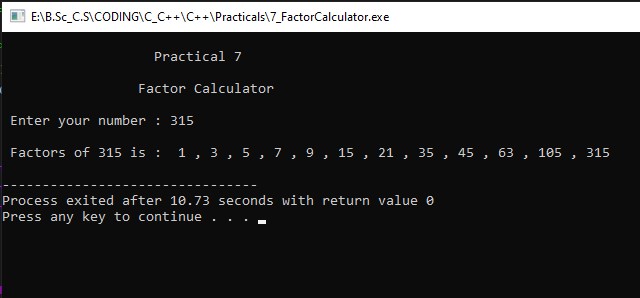 E:\B.Sc_C.S\CODING\C_C++\C++\Practicals\7_FactorCalculator.exe
Practical 7
Factor Calculator
Enter your number : 315
Factors of 315 is :  1 , 3 , 5 , 7 , 9 , 15 , 21 , 35 , 45 , 63 , 105 , 315
--------------------------------
Process exited after 10.73 seconds with return value 0
Press any key to continue . . .